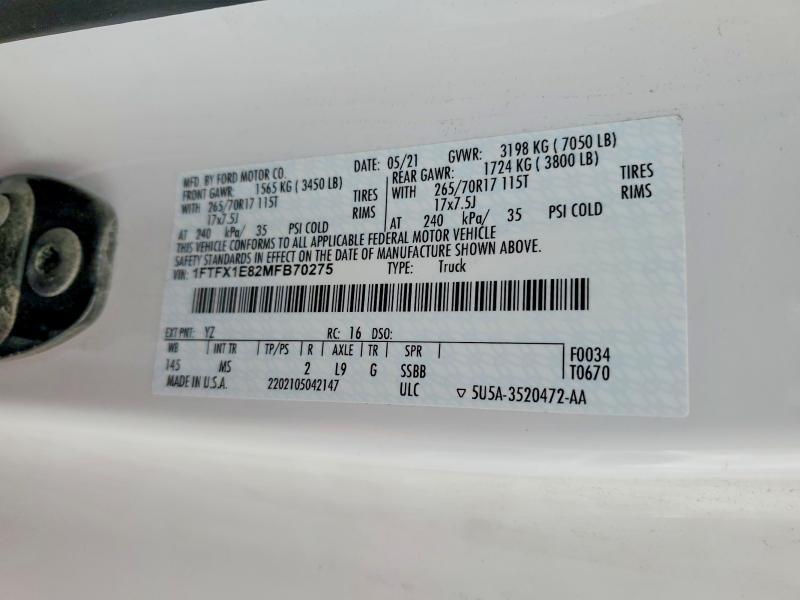 MFD. BY FORD MOTOR CO. DATE: 05/21 GVWR: 3198 KG ( 7050 LB)
FRONT GAWR: 1565 KG ( 3450 LB) REAR GAWR: 1724 KG ( 3800 LB)
WITH 265/70R17 115T TIRES WITH 265/70R17 115T TIRES
17x7.5J RIMS 17x7.5J RIMS
AT 240 kPa/ 35 PSI COLD AT 240 kPa/ 35 PSI COLD
THIS VEHICLE CONFORMS TO ALL APPLICABLE FEDERAL MOTOR VEHICLE
SAFETY STANDARDS IN EFFECT ON THE DATE OF MANUFACTURE SHOWN ABOVE.
VIN: 1FTFX1E82MFB70275 TYPE: Truck
EXT PNT: YZ RC: 16 DSO:
WB INT TR TP/PS R AXLE TR SPR F0034
145 MS 2 L9 G SSBB T0670
MADE IN U.S.A. 2202105042147 ULC ▽ 5U5A-3520472-AA